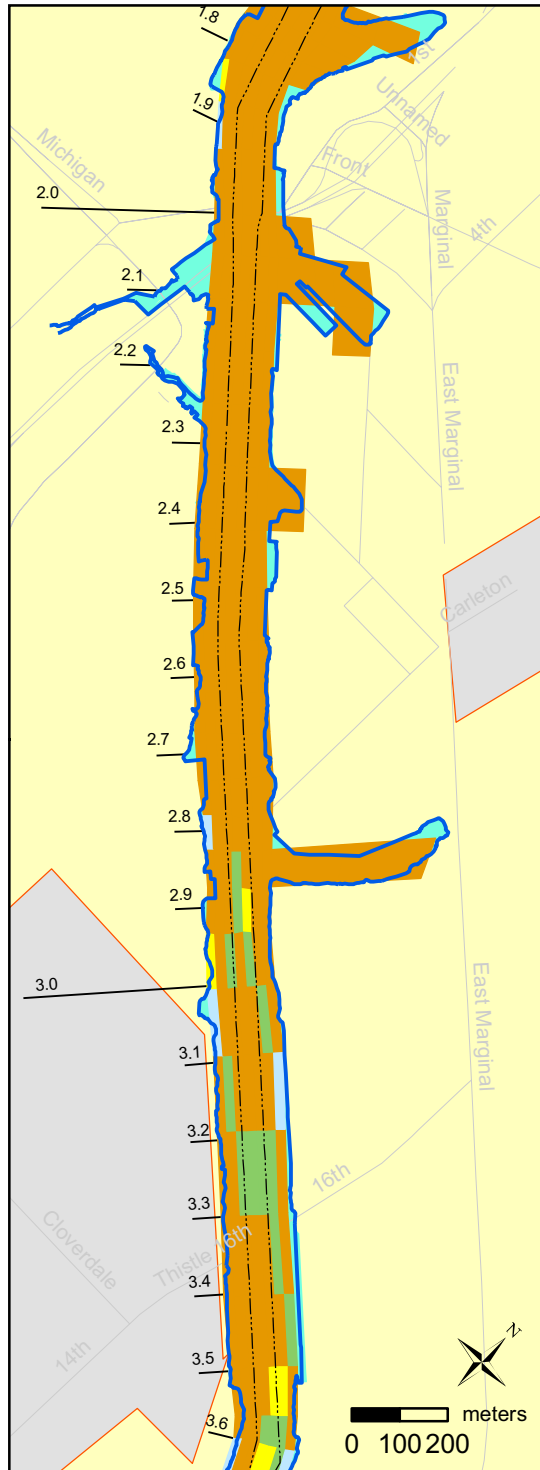 1.8
1st
1.9
Unnamed
Michigan
Front
2.0
Marginal
4th
2.1
2.2
East Marginal
2.3
2.4
2.5
Carleton
2.6
2.7
2.8
2.9
3.0
East Marginal
3.1
3.2
16th
3.3
Cloverdale
Thistle 16th
3.4
14th
3.5
N
3.6
meters
0 100 200